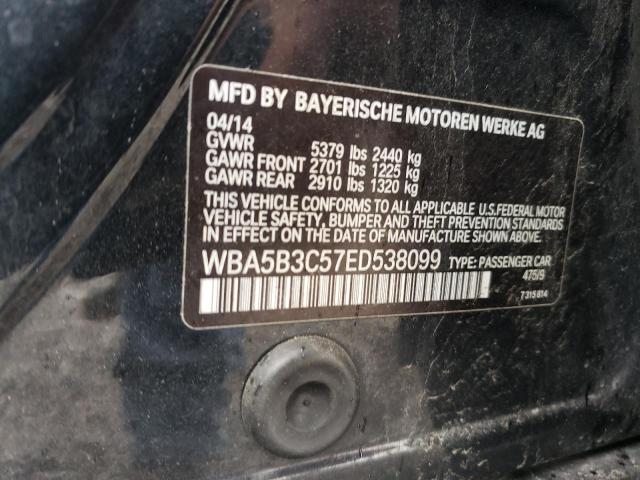 MFD BY BAYERISCHE MOTOREN WERKE AG
04/14
GVWR 5379 lbs 2440 kg
GAWR FRONT 2701 lbs 1225 kg
GAWR REAR 2910 lbs 1320 kg
THIS VEHICLE CONFORMS TO ALL APPLICABLE U.S.FEDERAL MOTOR
VEHICLE SAFETY, BUMPER AND THEFT PREVENTION STANDARDS
IN EFFECT ON THE DATE OF MANUFACTURE SHOWN ABOVE.
WBA5B3C57ED538099 TYPE: PASSENGER CAR
475/9
7315814